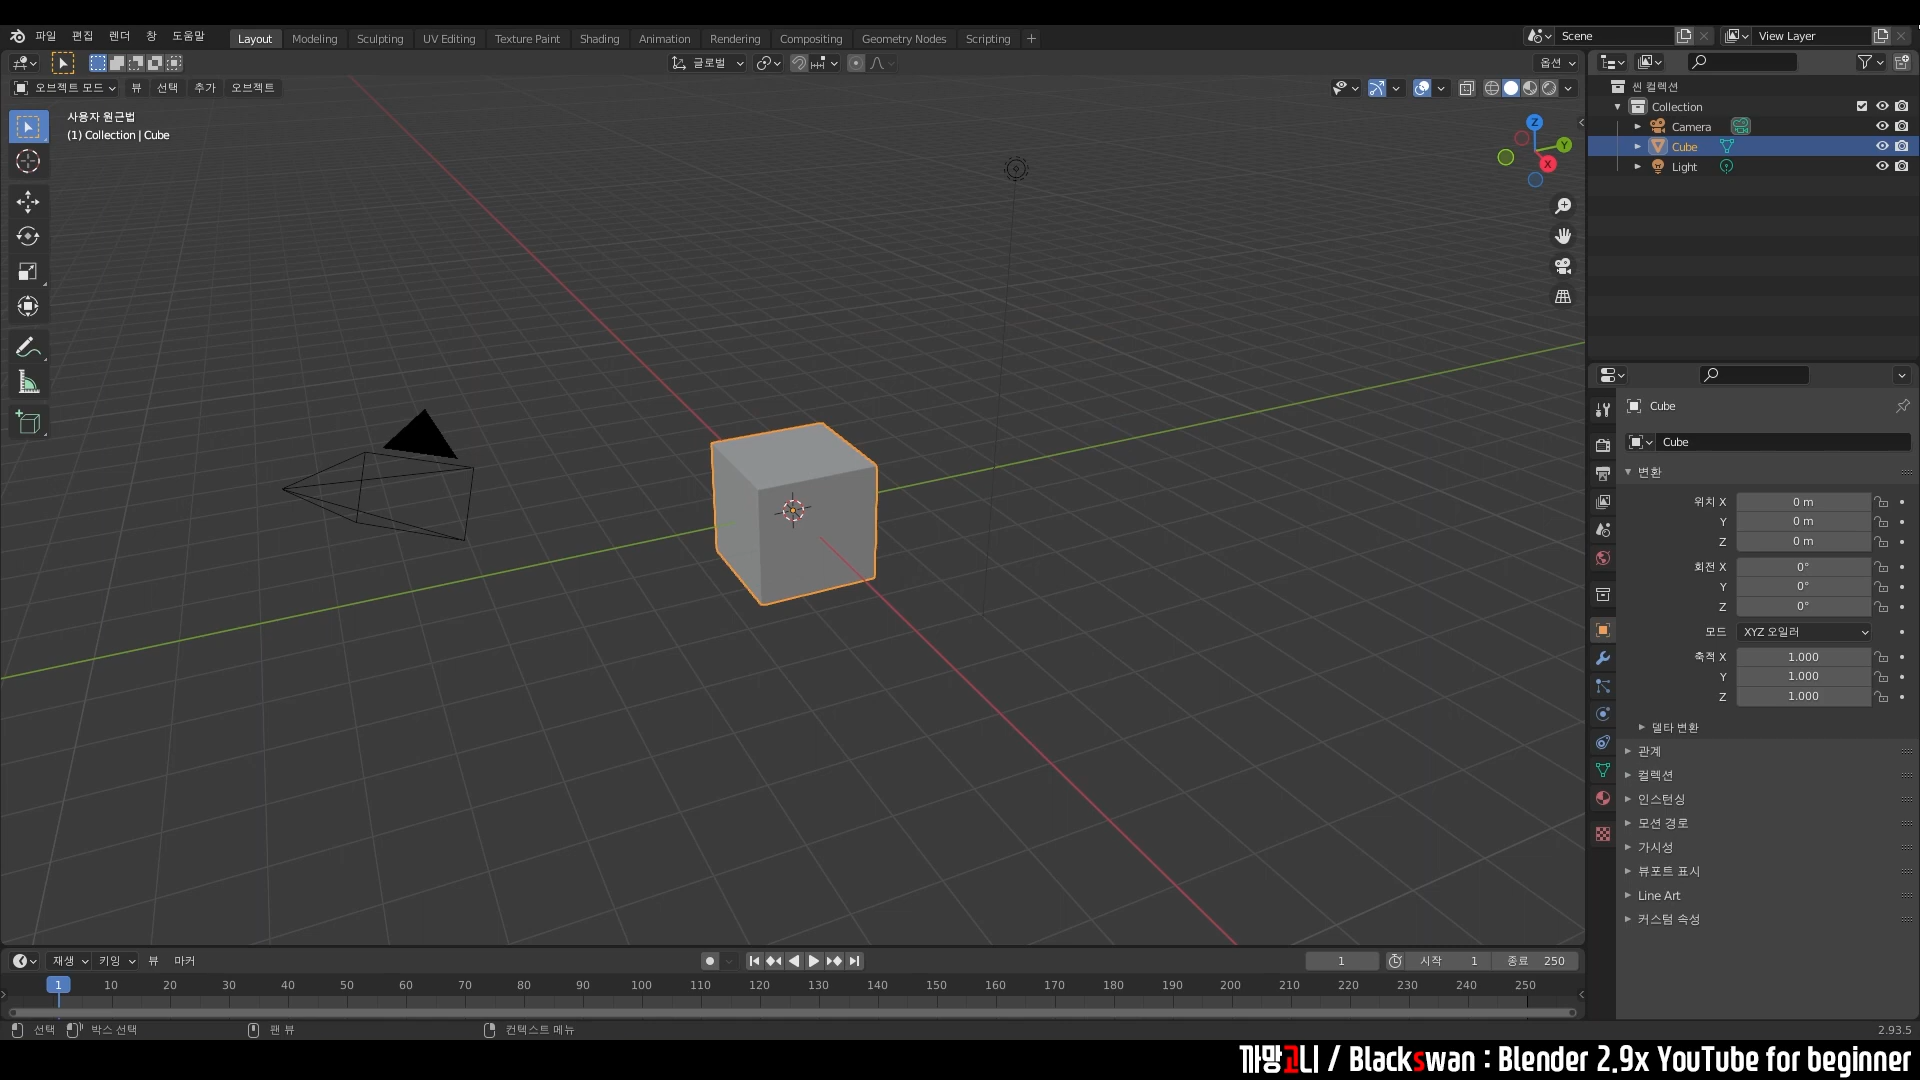 파일 편집 렌더 창 도움말 Layout Modeling Sculpting UV Editing Texture Paint Shading Animation Rendering Compositing Geometry Nodes Scripting + Scene View Layer
글로벌 옵션
오브젝트 모드 뷰 선택 추가 오브젝트
사용자 원근법
(1) Collection | Cube
Z
Y
X
씬 컬렉션
Collection
Camera
Cube
Light
Cube
Cube
변환
위치 X 0 m
Y 0 m
Z 0 m
회전 X 0°
Y 0°
Z 0°
모드 XYZ 오일러
축적 X 1.000
Y 1.000
Z 1.000
델타 변환
관계
컬렉션
인스턴싱
모션 경로
가시성
뷰포트 표시
Line Art
커스텀 속성
재생 키잉 뷰 마커 1 시작 1 종료 250
1 10 20 30 40 50 60 70 80 90 100 110 120 130 140 150 160 170 180 190 200 210 220 230 240 250
선택 박스 선택 팬 뷰 컨텍스트 메뉴 2.93.5
까망고니 / Blackswan : Blender 2.9x YouTube for beginner